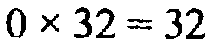 0 × 32 = 32